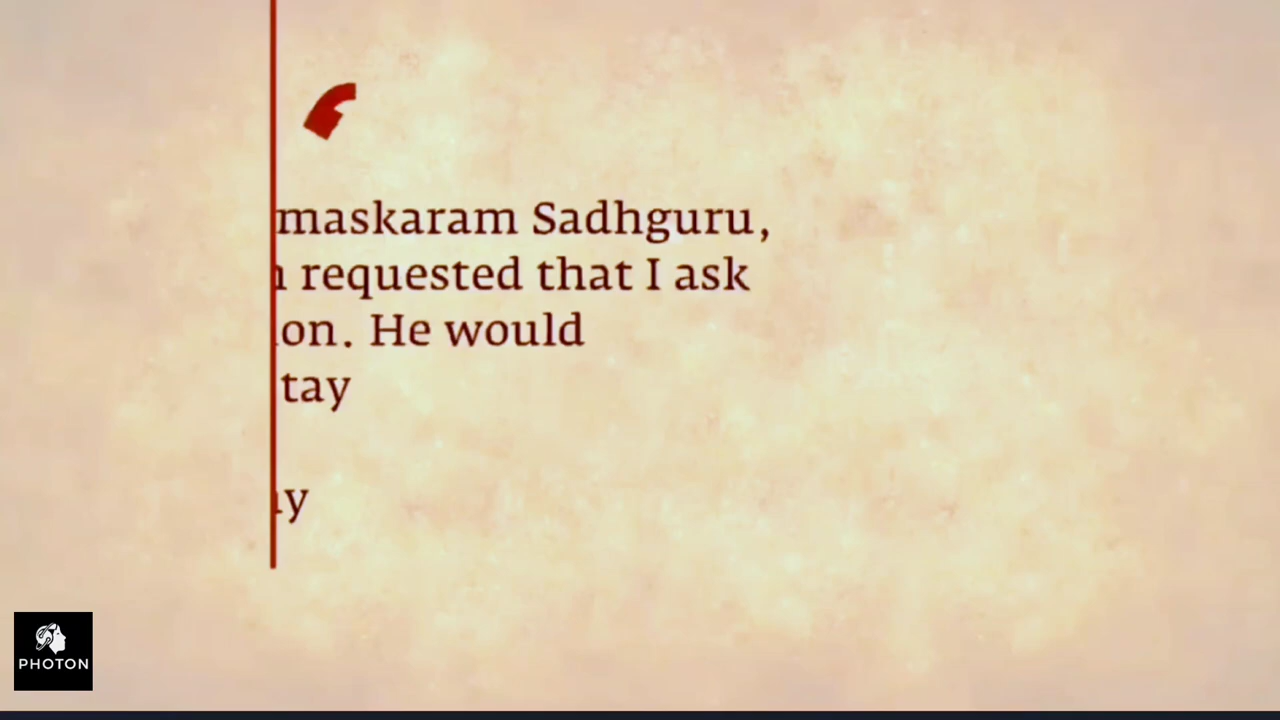 maskaram Sadhguru,
requested that I ask
on. He would
tay
PHOTON